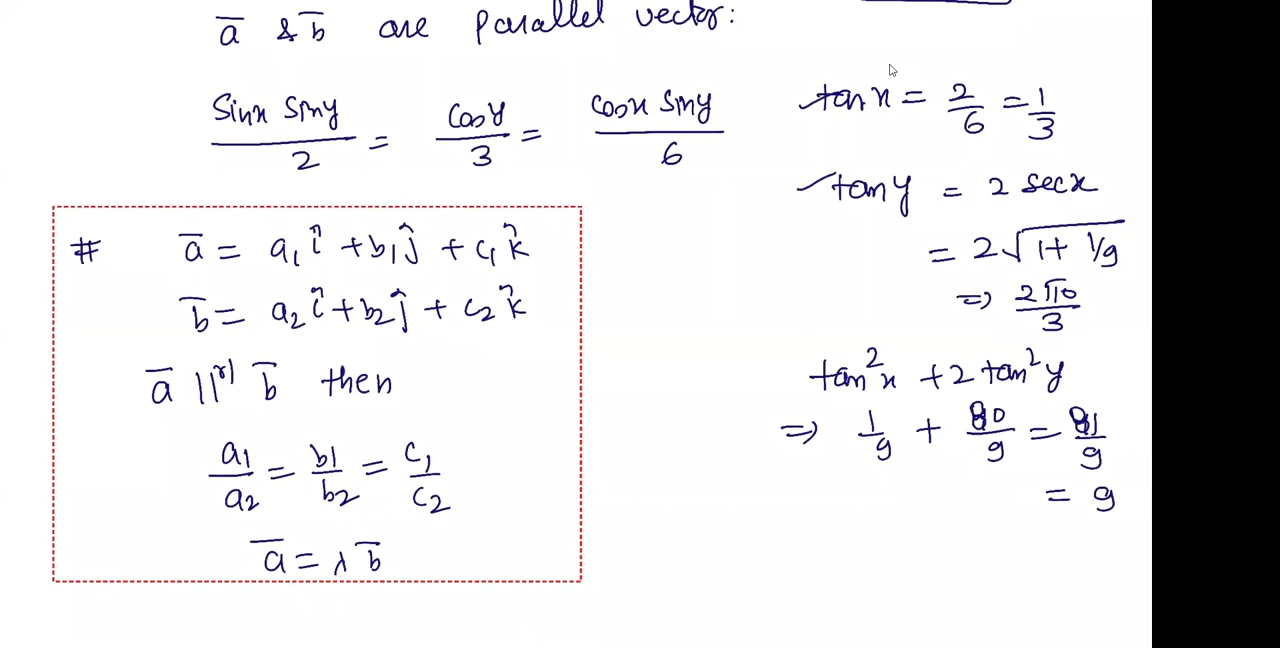 a̅ & b̅ are parallel vector:
Sinx Siny / 2 = Cosy / 3 = Cosx Siny / 6
# a̅ = a₁î + b₁ĵ + c₁k̂
b̅ = a₂î + b₂ĵ + c₂k̂
a̅ ||ʳˡ b̅ then
a₁/a₂ = b₁/b₂ = c₁/c₂
a̅ = λ b̅
tan x = 2/6 = 1/3
tan y = 2 sec x
= 2√(1 + 1/9)
⇒ 2√10 / 3
tan²x + 2 tan²y
⇒ 1/9 + 80/9 = 81/9
= 9